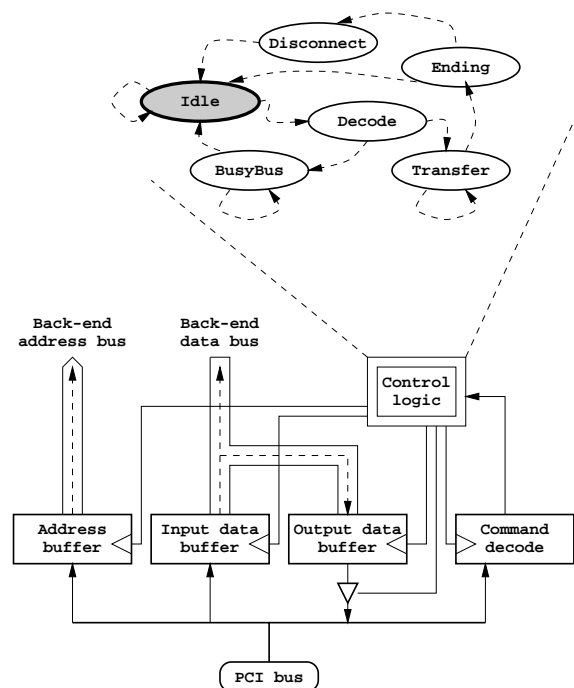 Disconnect
Ending
Idle
Decode
BusyBus
Transfer
Back-end
address bus
Back-end
data bus
Control
logic
Address
buffer
Input data
buffer
Output data
buffer
Command
decode
PCI bus